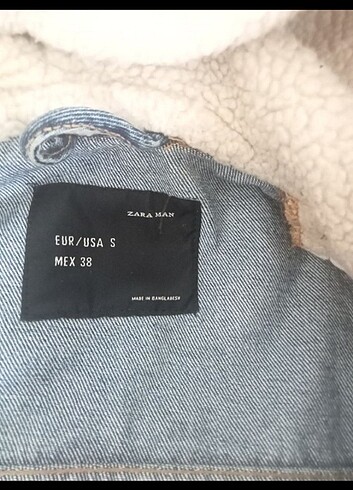 ZARA MAN
EUR/USA S
MEX 38
MADE IN BANGLADESH